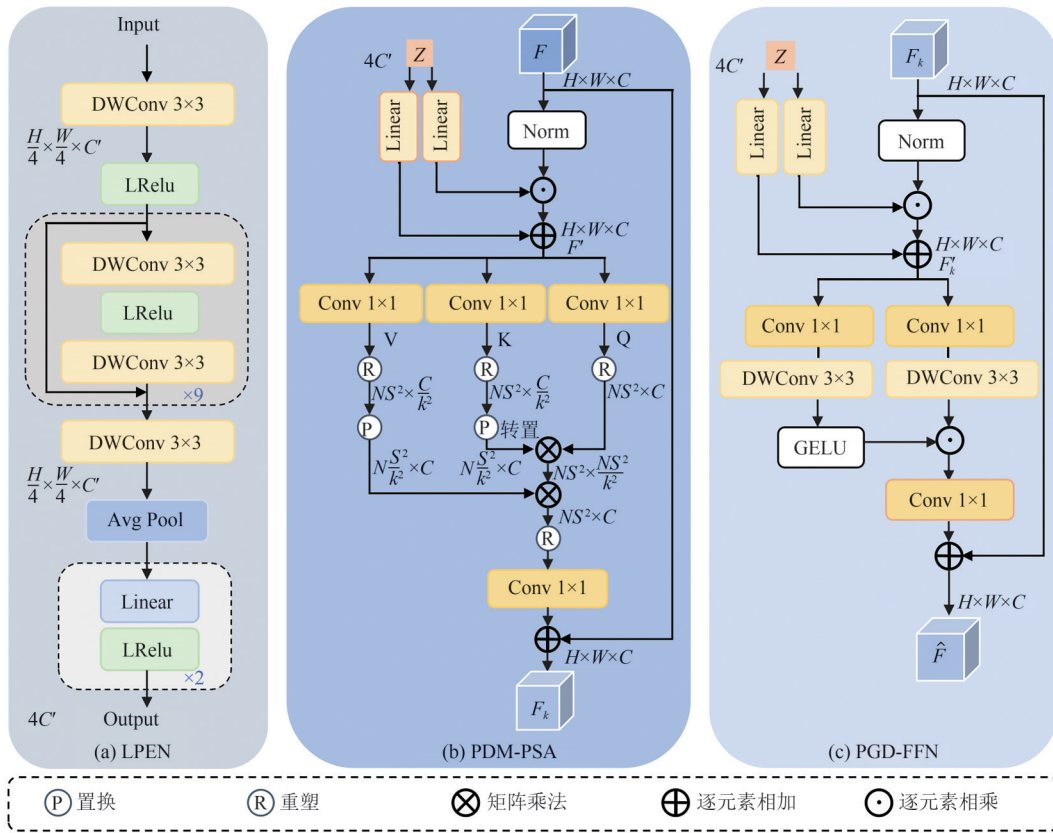 Input
DWConv 3×3
H/4×W/4×C′
LRelu
DWConv 3×3
LRelu
DWConv 3×3
×9
DWConv 3×3
H/4×W/4×C′
Avg Pool
Linear
LRelu
×2
4C′
Output
(a) LPEN
4C′
Z
F
H×W×C
Linear
Linear
Norm
H×W×C
F′
Conv 1×1
Conv 1×1
Conv 1×1
V
K
Q
R
R
R
NS²×C/k²
NS²×C/k²
NS²×C
P
P
转置
N S²/k²×C
N S²/k²×C
NS²×NS²/k²
NS²×C
R
Conv 1×1
H×W×C
Fₖ
(b) PDM-PSA
4C′
Z
Fₖ
H×W×C
Linear
Linear
Norm
H×W×C
F′ₖ
Conv 1×1
Conv 1×1
DWConv 3×3
DWConv 3×3
GELU
Conv 1×1
H×W×C
F̂
(c) PGD-FFN
P 置换
R 重塑
矩阵乘法
逐元素相加
逐元素相乘